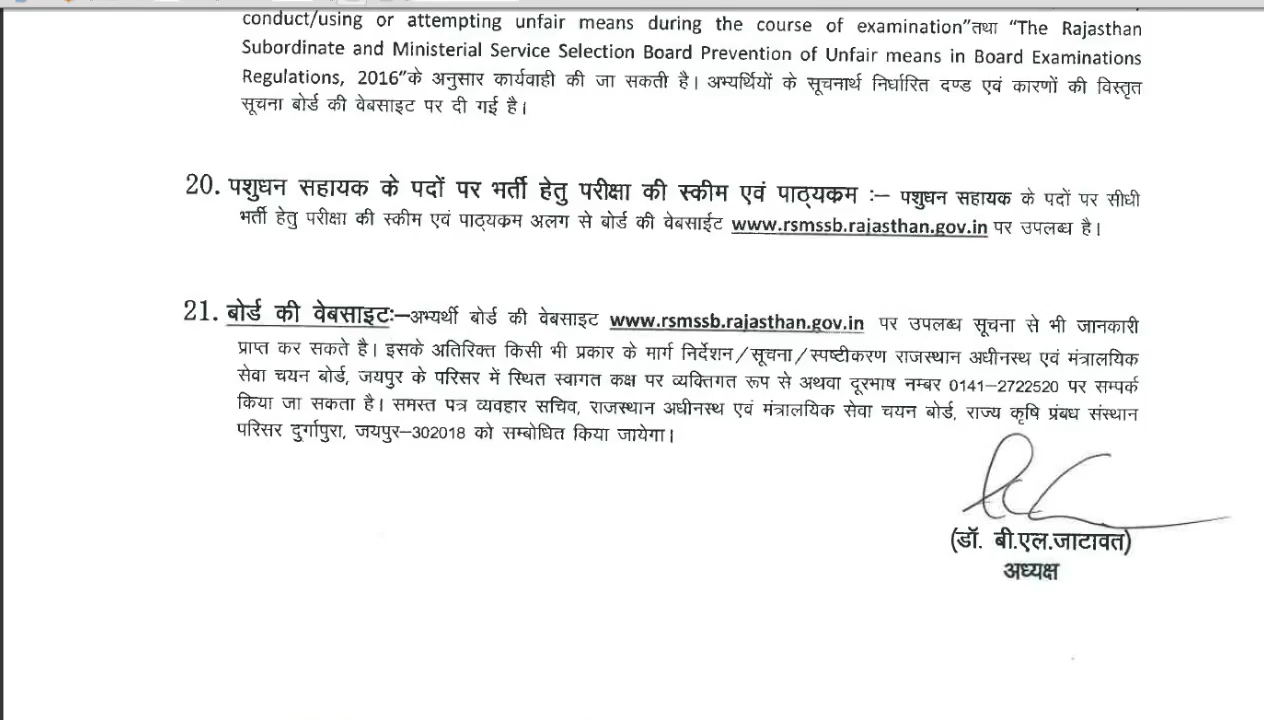 conduct/using or attempting unfair means during the course of examination”तथा “The Rajasthan
Subordinate and Ministerial Service Selection Board Prevention of Unfair means in Board Examinations
Regulations, 2016”के अनुसार कार्यवाही की जा सकती है। अभ्यर्थियों के सूचनार्थ निर्धारित दण्ड एवं कारणों की विस्तृत
सूचना बोर्ड की वेबसाइट पर दी गई है।
20. पशुधन सहायक के पदों पर भर्ती हेतु परीक्षा की स्कीम एवं पाठ्यकम :– पशुधन सहायक के पदों पर सीधी
भर्ती हेतु परीक्षा की स्कीम एवं पाठ्यकम अलग से बोर्ड की वेबसाईट www.rsmssb.rajasthan.gov.in पर उपलब्ध है।
21. बोर्ड की वेबसाइटः–अभ्यर्थी बोर्ड की वेबसाइट www.rsmssb.rajasthan.gov.in पर उपलब्ध सूचना से भी जानकारी
प्राप्त कर सकते है। इसके अतिरिक्त किसी भी प्रकार के मार्ग निर्देशन/सूचना/स्पष्टीकरण राजस्थान अधीनस्थ एवं मंत्रालयिक
सेवा चयन बोर्ड, जयपुर के परिसर में स्थित स्वागत कक्ष पर व्यक्तिगत रूप से अथवा दूरभाष नम्बर 0141–2722520 पर सम्पर्क
किया जा सकता है। समस्त पत्र व्यवहार सचिव, राजस्थान अधीनस्थ एवं मंत्रालयिक सेवा चयन बोर्ड, राज्य कृषि प्रंबध संस्थान
परिसर दुर्गापुरा, जयपुर–302018 को सम्बोधित किया जायेगा।
(डॉ. बी.एल.जाटावत)
अध्यक्ष